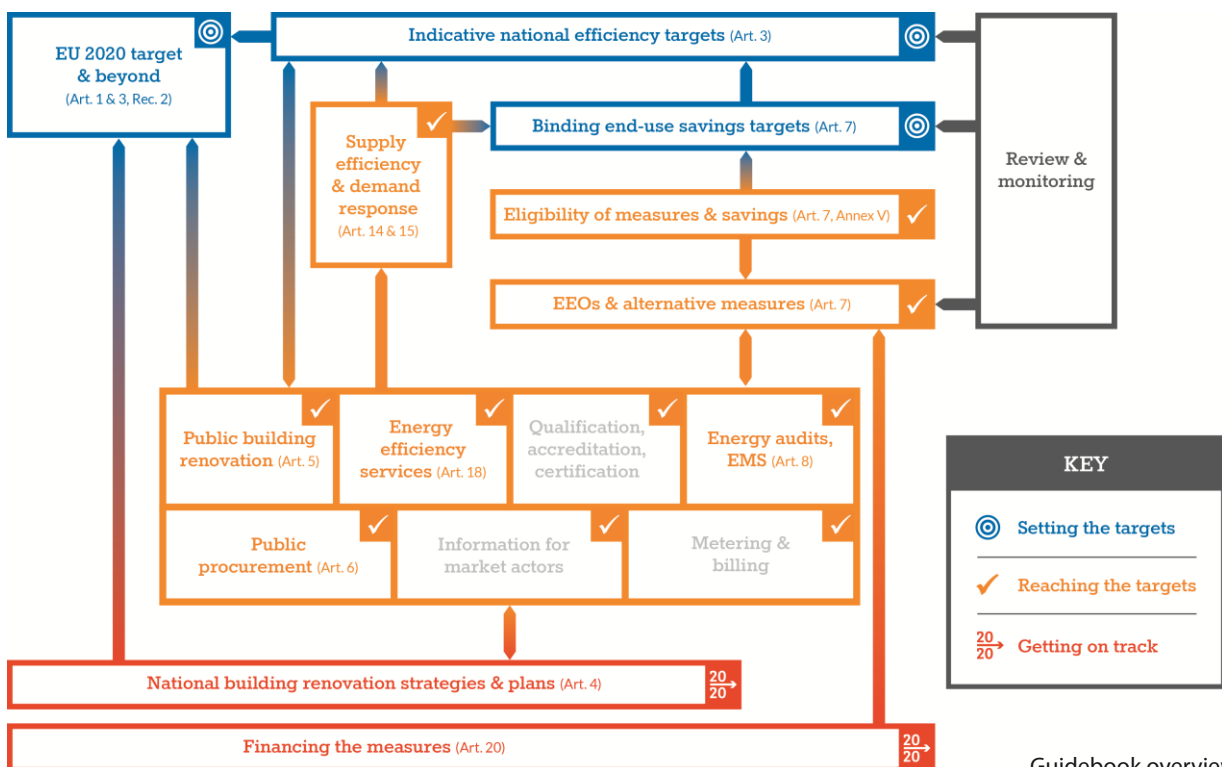 EU 2020 target
& beyond
(Art. 1 & 3, Rec. 2)
Indicative national efficiency targets (Art. 3)
Supply
efficiency
& demand
response
(Art. 14 & 15)
Binding end-use savings targets (Art. 7)
Review &
monitoring
Eligibility of measures & savings (Art. 7, Annex V)
EEOs & alternative measures (Art. 7)
Public building
renovation (Art. 5)
Energy
efficiency
services (Art. 18)
Qualification,
accreditation,
certification
Energy audits,
EMS (Art. 8)
Public
procurement (Art. 6)
Information for
market actors
Metering &
billing
KEY
Setting the targets
Reaching the targets
20
20
Getting on track
National building renovation strategies & plans (Art. 4)
20
20
Financing the measures (Art. 20)
20
20
Guidebook overview